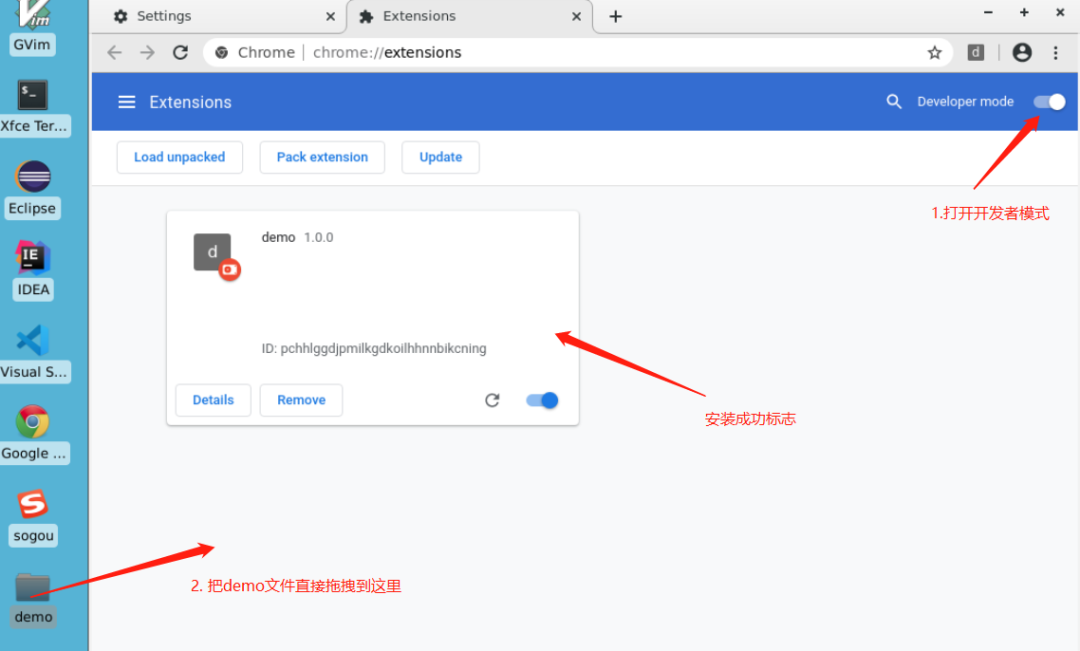 GVim
Xfce Ter...
Eclipse
IDEA
Visual S...
Google ...
sogou
demo
Settings
Extensions
Chrome | chrome://extensions
d
Extensions
Developer mode
Load unpacked
Pack extension
Update
1.打开开发者模式
d
demo 1.0.0
ID: pchhlggdjpmilkgdkoilhhnnbikcning
Details
Remove
安装成功标志
2. 把demo文件直接拖拽到这里